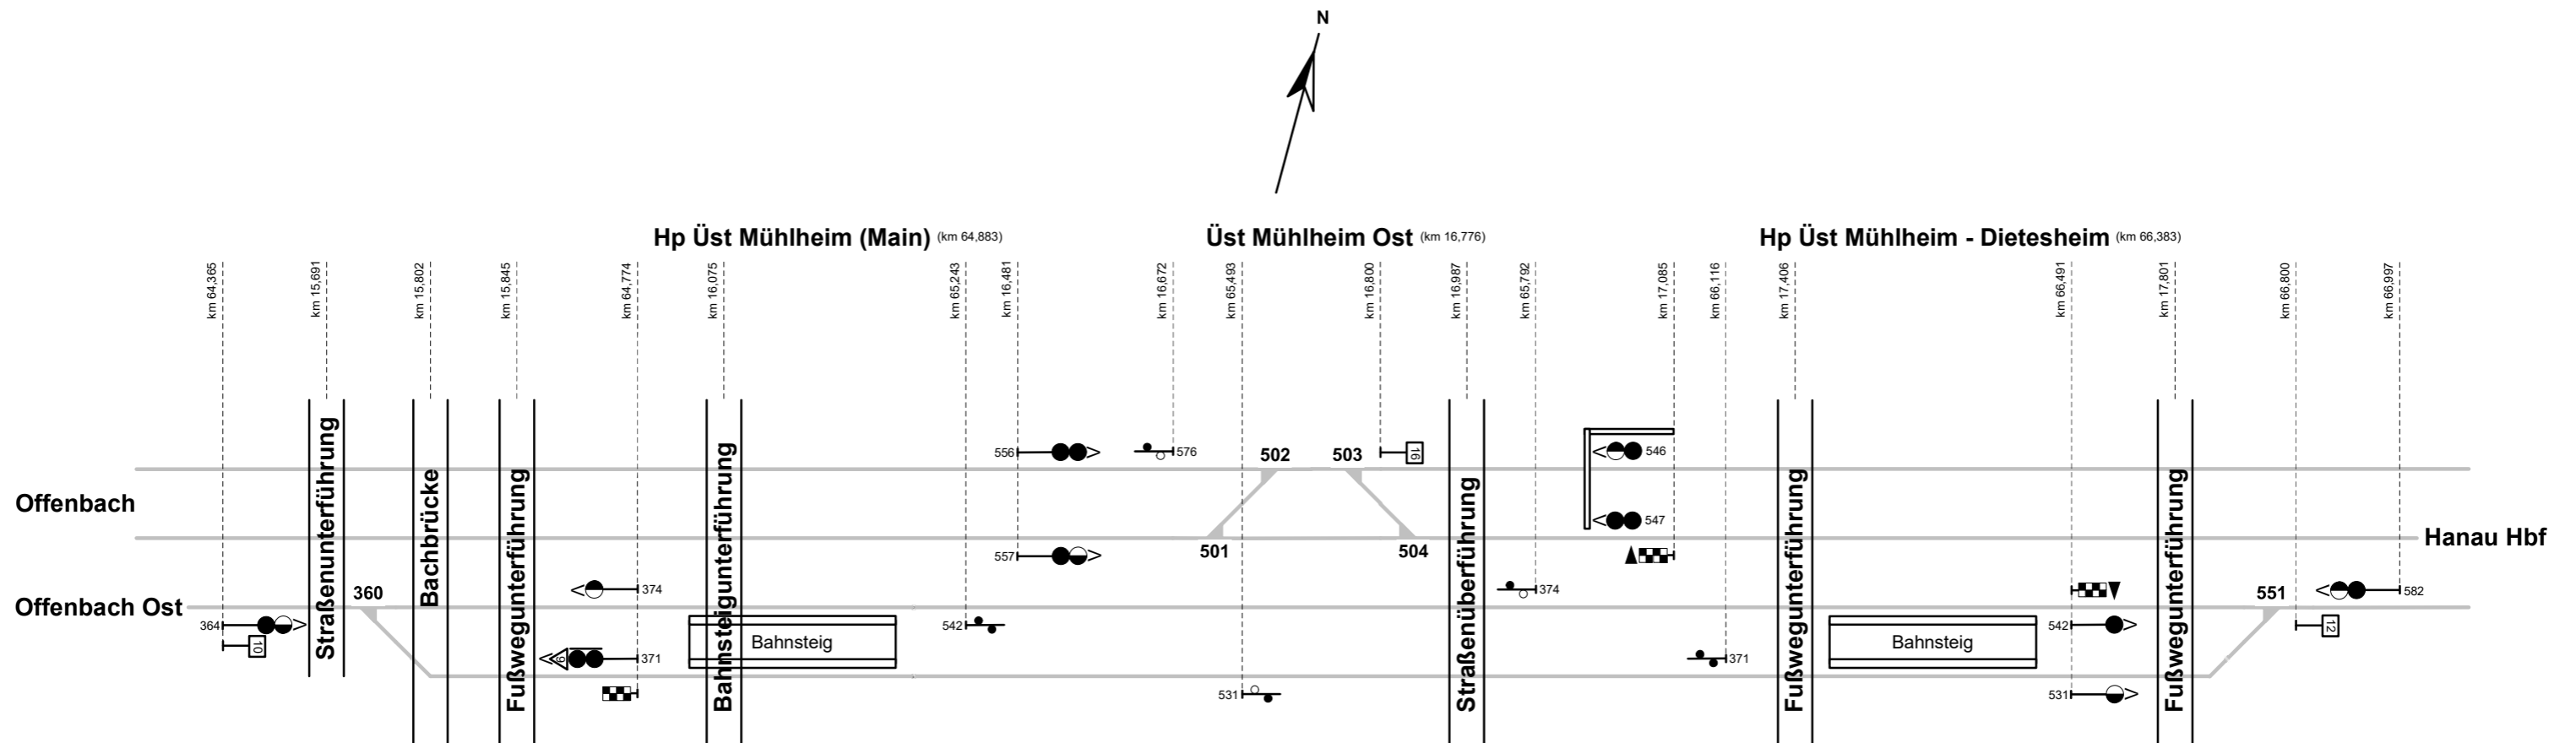 N
Hp Üst Mühlheim (Main) (km 64,883)
Üst Mühlheim Ost (km 16,776)
Hp Üst Mühlheim - Dietesheim (km 66,383)
km 64,365
km 15,691
km 15,802
km 15,845
km 64,774
km 16,075
km 65,243
km 16,481
km 16,672
km 65,493
km 16,800
km 16,987
km 65,792
km 17,085
km 66,116
km 17,406
km 66,491
km 17,801
km 66,800
km 66,997
Straßenunterführung
Bachbrücke
Fußwegunterführung
Bahnsteigunterführung
Straßenüberführung
Fußwegunterführung
Fußwegunterführung
556
576
502
503
16
546
Offenbach
547
Hanau Hbf
557
501
504
Offenbach Ost
360
374
374
551
582
364
10
542
542
12
Bahnsteig
Bahnsteig
371
371
531
531